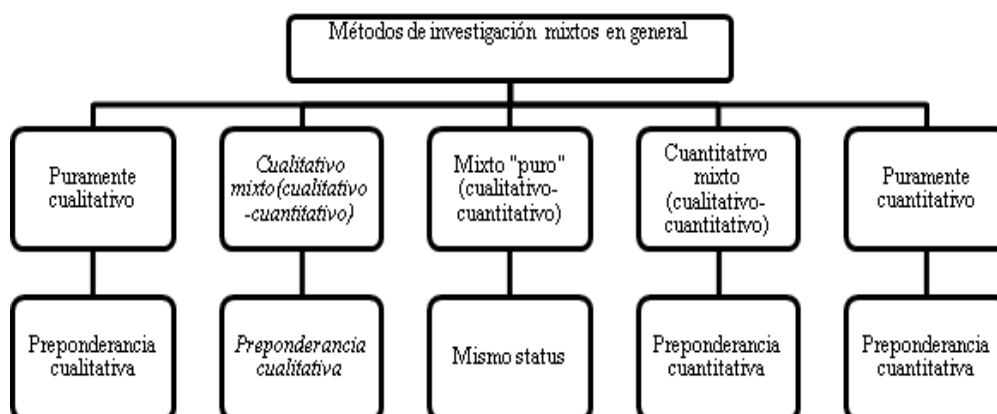 Métodos de investigación mixtos en general
Puramente
cualitativo
Cualitativo
mixto(cualitativo
-cuantitativo)
Mixto "puro"
(cualitativo-
cuantitativo)
Cuantitativo
mixto
(cualitativo-
cuantitativo)
Puramente
cuantitativo
Preponderancia
cualitativa
Preponderancia
cualitativa
Mismo status
Preponderancia
cuantitativa
Preponderancia
cuantitativa